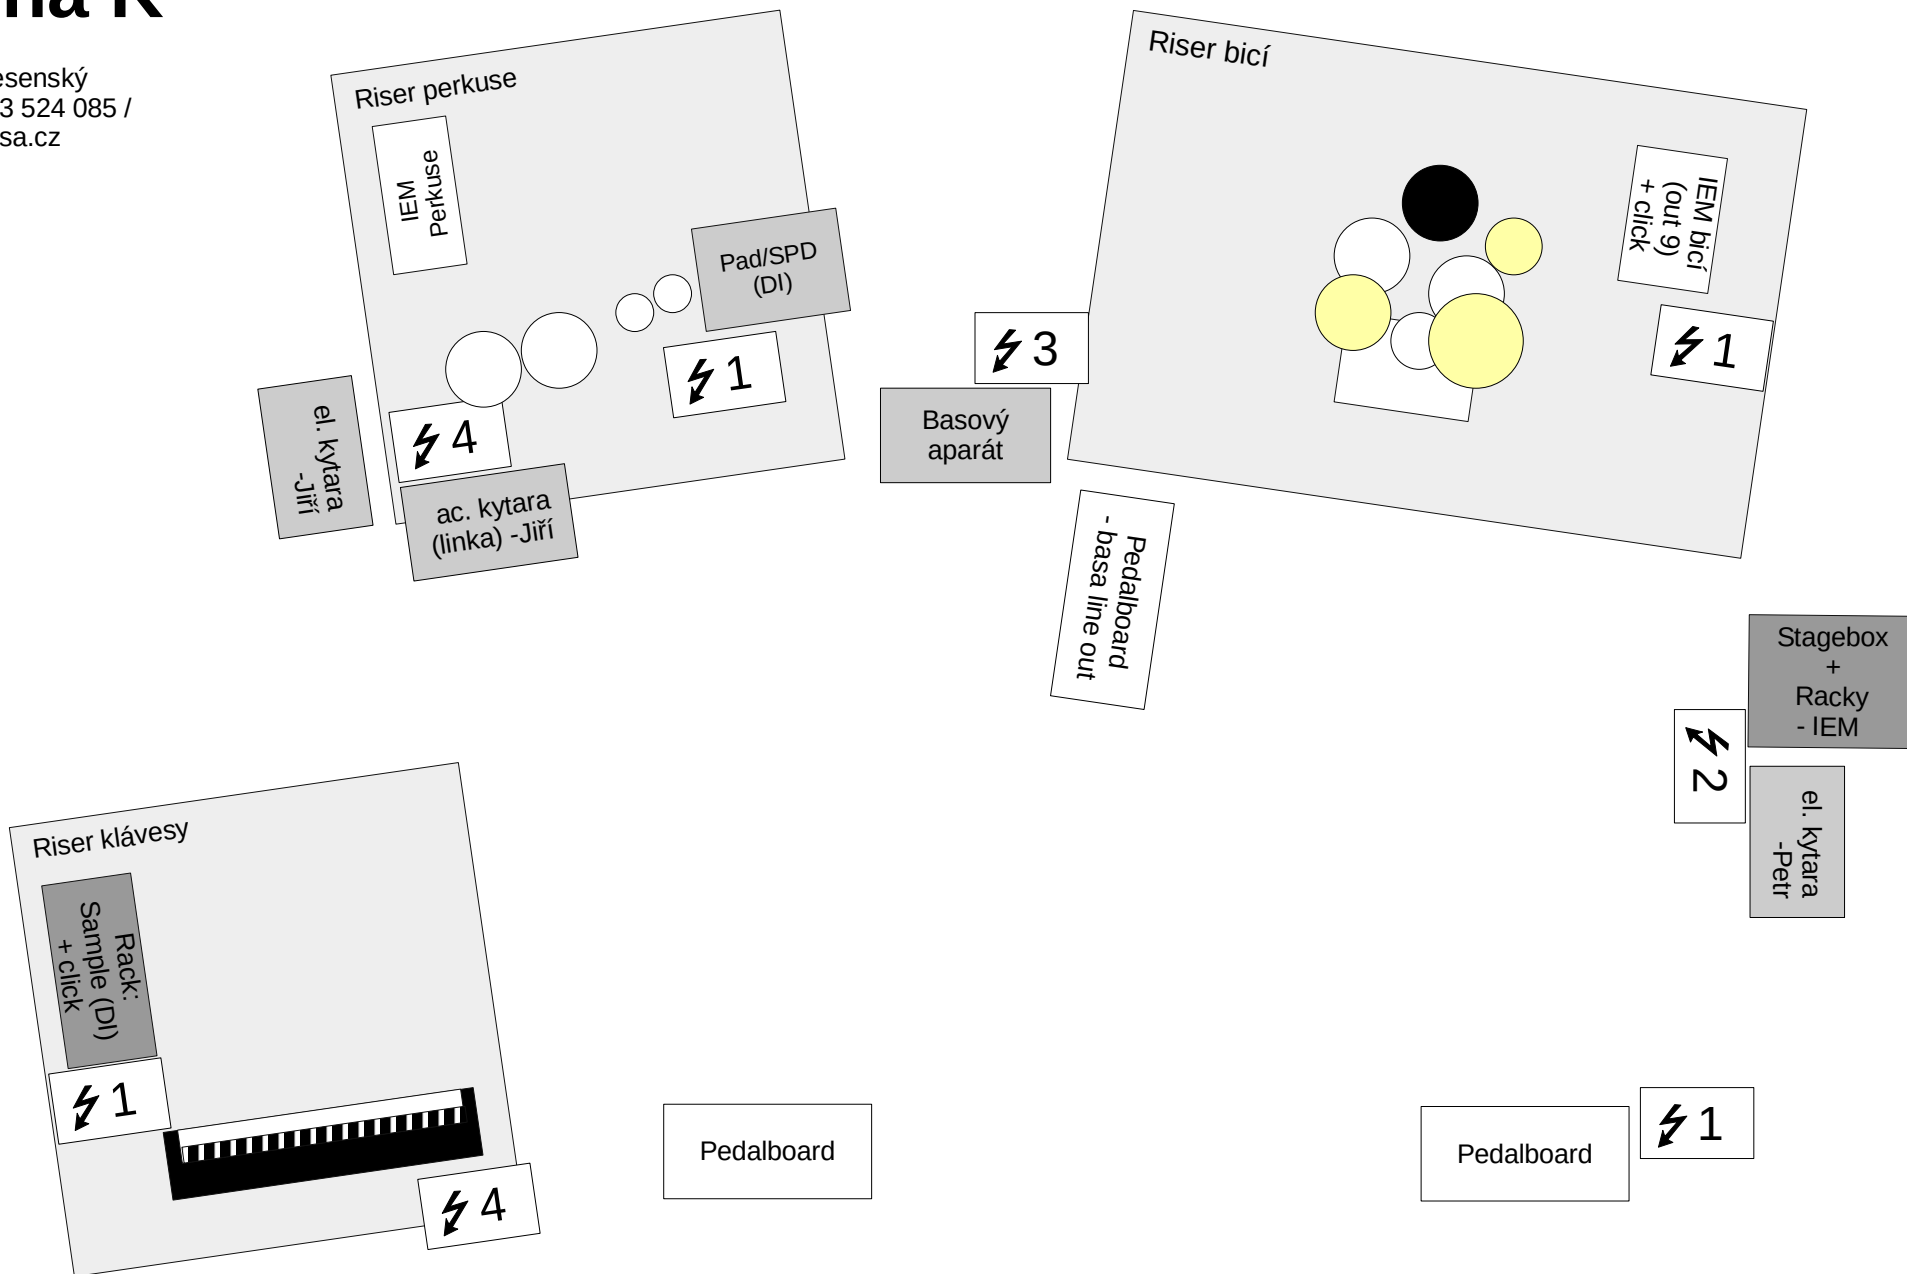 na K
esenský
3 524 085 /
sa.cz
Riser perkuse
IEM
Perkuse
Pad/SPD
(DI)
1
4
el. kytara
-Jiří
ac. kytara
(linka) -Jiří
Riser bicí
IEM bicí
(out 9)
+ click
1
3
Basový
aparát
Pedalboard
- basa line out
Stagebox
+
Racky
- IEM
2
el. kytara
-Petr
Riser klávesy
Rack:
Sample (DI)
+ click
1
4
Pedalboard
Pedalboard
1